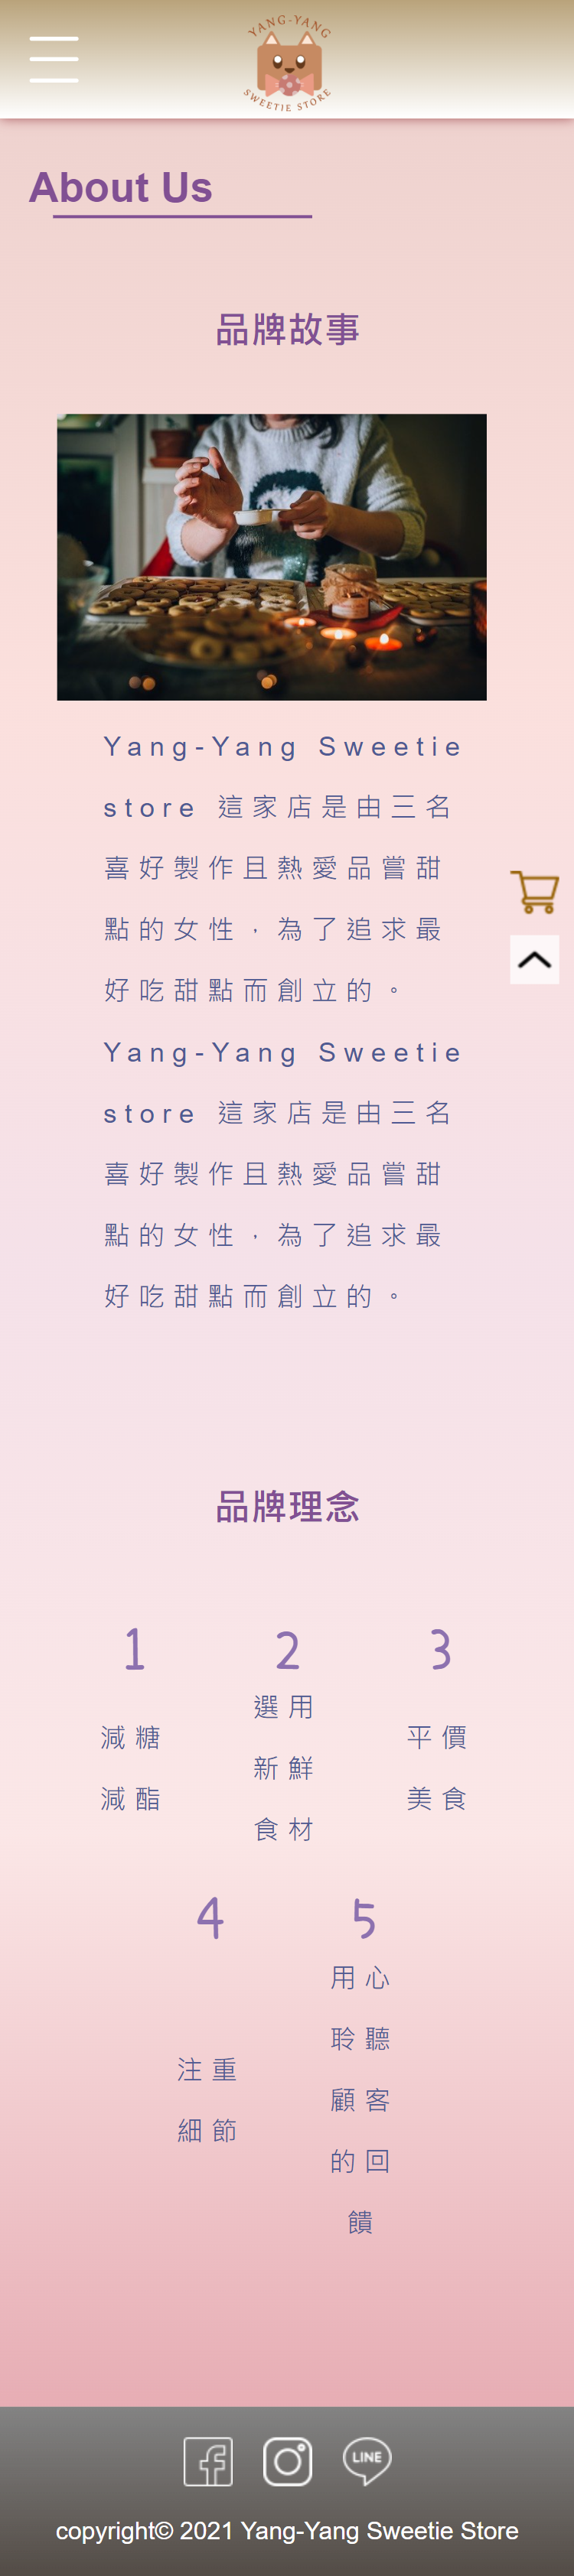 YANG-YANG
SWEETIE STORE
About Us
品牌故事
Yang-Yang Sweetie
store 這家店是由三名
喜好製作且熱愛品嘗甜
點的女性，為了追求最
好吃甜點而創立的。
Yang-Yang Sweetie
store 這家店是由三名
喜好製作且熱愛品嘗甜
點的女性，為了追求最
好吃甜點而創立的。
品牌理念
1
減糖
減酯
2
選用
新鮮
食材
3
平價
美食
4
注重
細節
5
用心
聆聽
顧客
的回
饋
LINE
copyright© 2021 Yang-Yang Sweetie Store